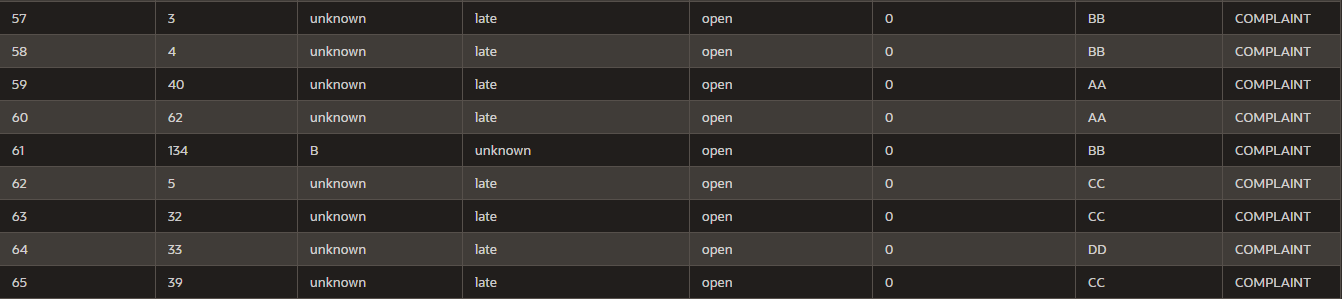 57 3 unknown late open 0 BB COMPLAINT
58 4 unknown late open 0 BB COMPLAINT
59 40 unknown late open 0 AA COMPLAINT
60 62 unknown late open 0 AA COMPLAINT
61 134 B unknown open 0 BB COMPLAINT
62 5 unknown late open 0 CC COMPLAINT
63 32 unknown late open 0 CC COMPLAINT
64 33 unknown late open 0 DD COMPLAINT
65 39 unknown late open 0 CC COMPLAINT